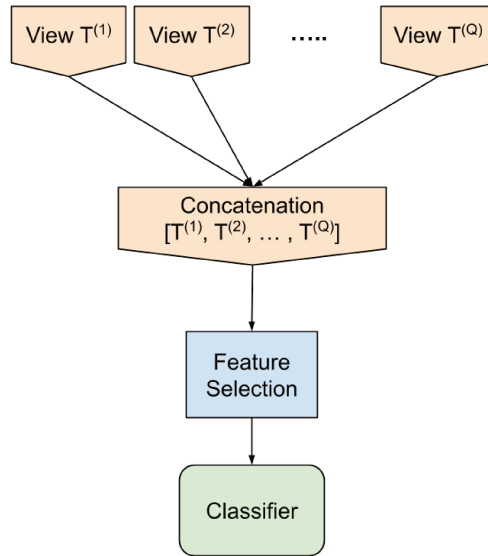 View T⁽¹⁾
View T⁽²⁾
.....
View T⁽Q⁾
Concatenation
[T⁽¹⁾, T⁽²⁾, ... , T⁽Q⁾]
Feature
Selection
Classifier